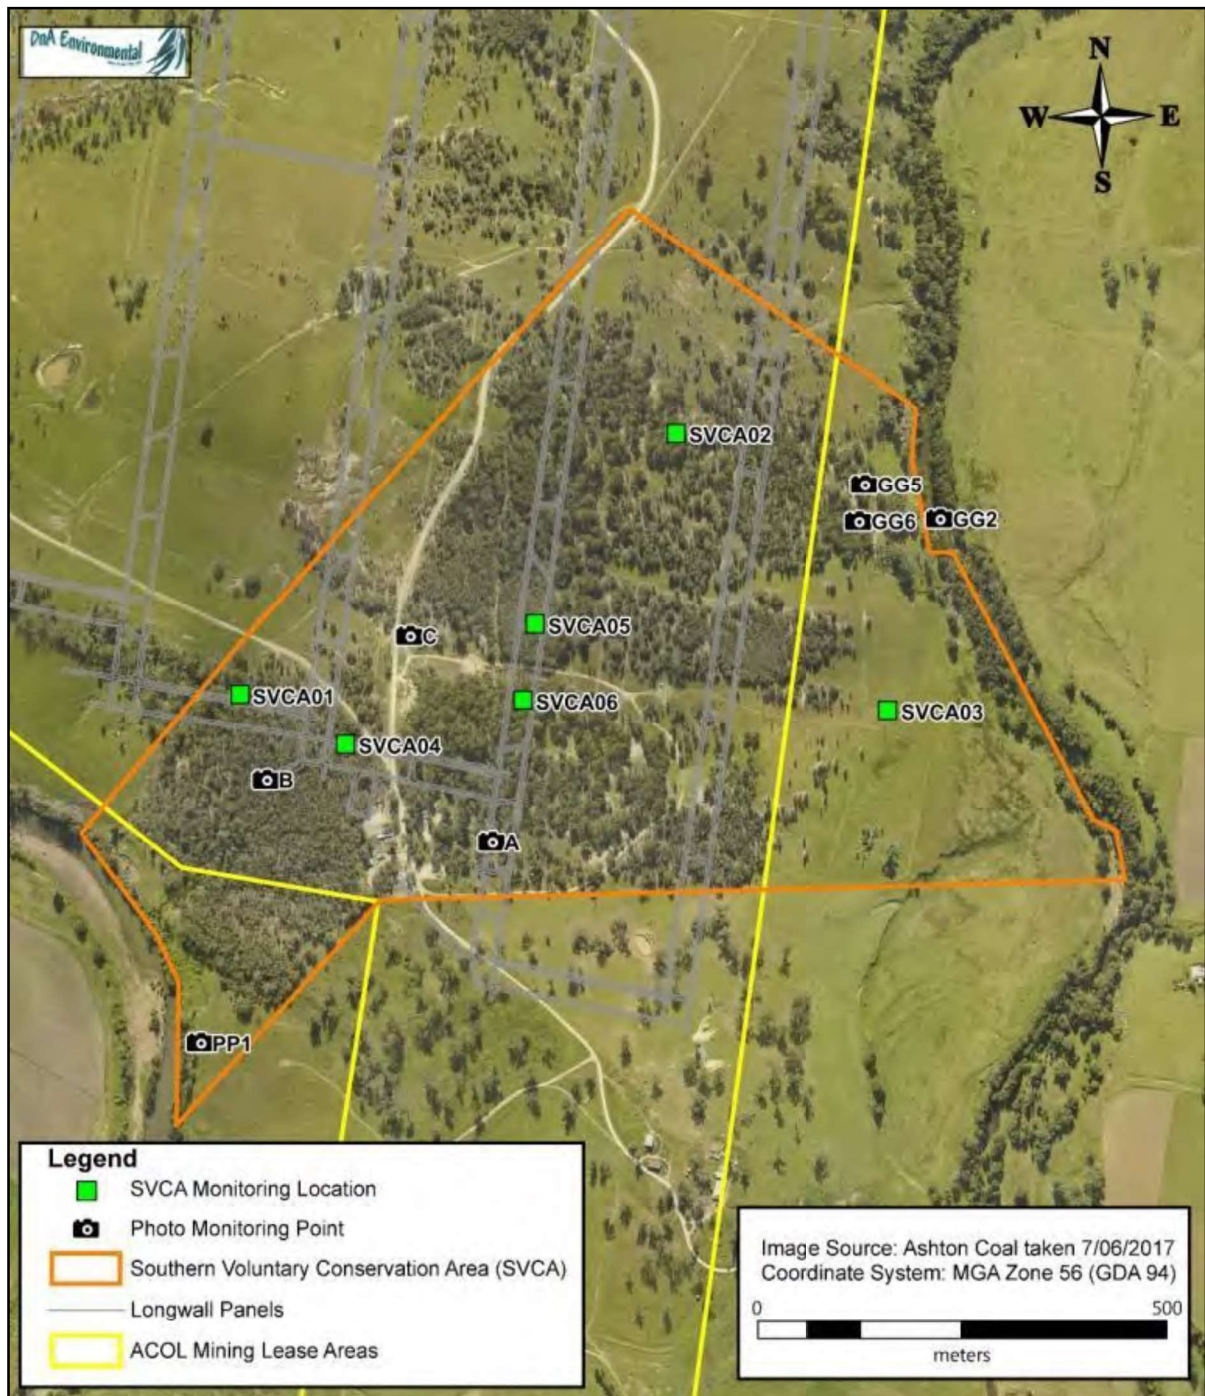 DnA Environmental
N
W
E
S
SVCA02
GG5
GG6
GG2
SVCA05
C
SVCA01
SVCA06
SVCA03
SVCA04
B
A
PP1
Legend
SVCA Monitoring Location
Photo Monitoring Point
Southern Voluntary Conservation Area (SVCA)
Longwall Panels
ACOL Mining Lease Areas
Image Source: Ashton Coal taken 7/06/2017
Coordinate System: MGA Zone 56 (GDA 94)
0 500
meters